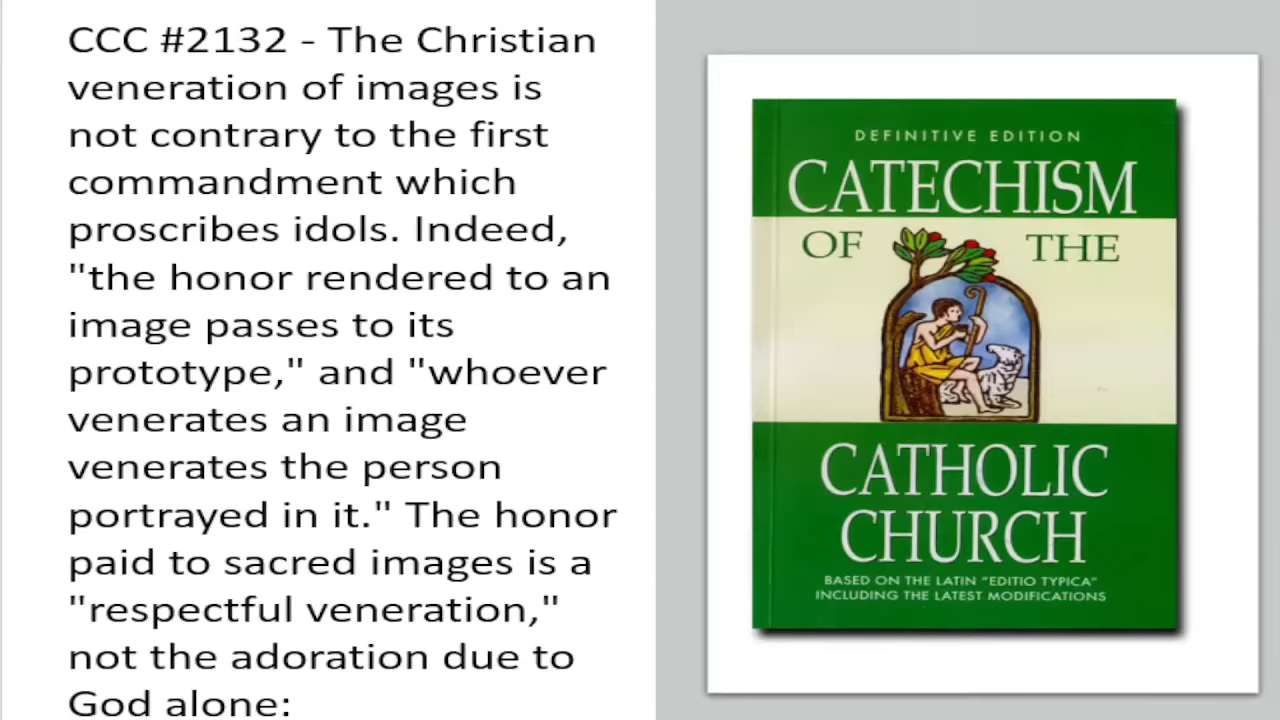 CCC #2132 - The Christian
veneration of images is
not contrary to the first
commandment which
proscribes idols. Indeed,
"the honor rendered to an
image passes to its
prototype," and "whoever
venerates an image
venerates the person
portrayed in it." The honor
paid to sacred images is a
"respectful veneration,"
not the adoration due to
God alone:
DEFINITIVE EDITION
CATECHISM
OF THE
CATHOLIC
CHURCH
BASED ON THE LATIN "EDITIO TYPICA"
INCLUDING THE LATEST MODIFICATIONS